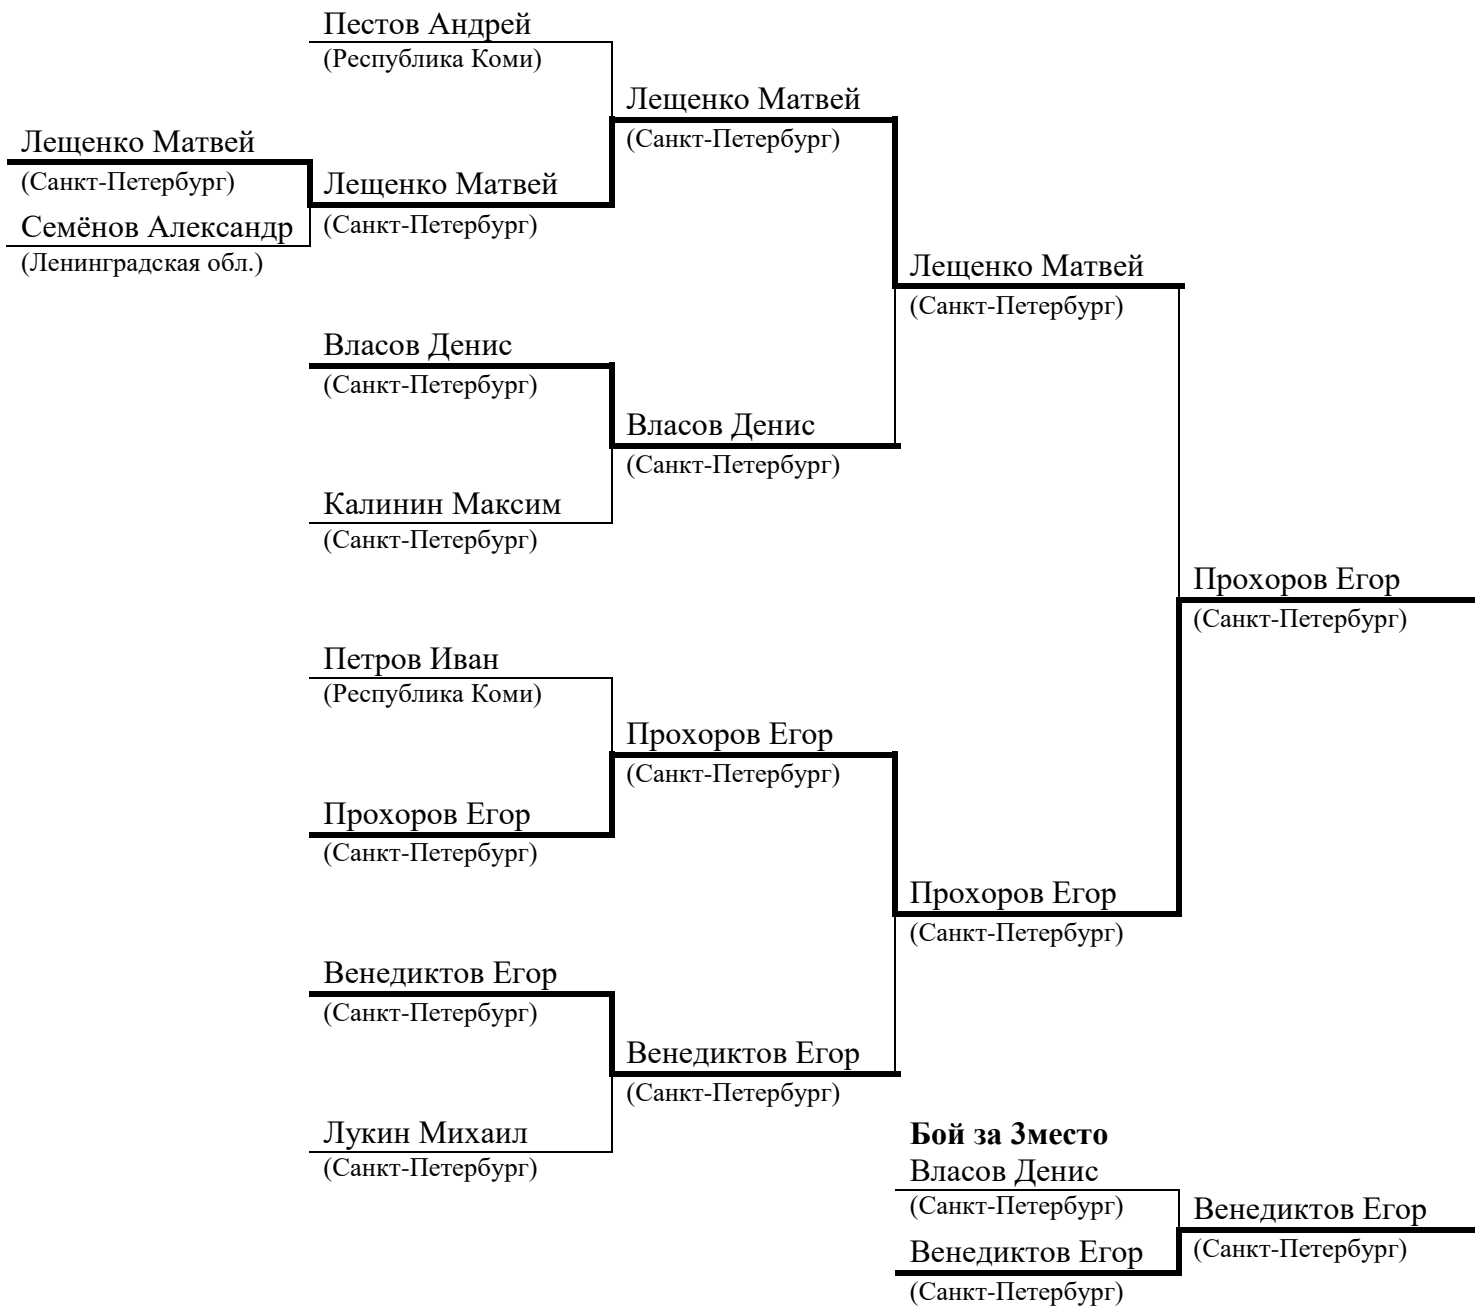 Пестов Андрей
(Республика Коми)
Лещенко Матвей
(Санкт-Петербург)
Лещенко Матвей
(Санкт-Петербург)
Лещенко Матвей
(Санкт-Петербург)
Семёнов Александр
(Ленинградская обл.)
Лещенко Матвей
(Санкт-Петербург)
Власов Денис
(Санкт-Петербург)
Власов Денис
(Санкт-Петербург)
Калинин Максим
(Санкт-Петербург)
Прохоров Егор
(Санкт-Петербург)
Петров Иван
(Республика Коми)
Прохоров Егор
(Санкт-Петербург)
Прохоров Егор
(Санкт-Петербург)
Прохоров Егор
(Санкт-Петербург)
Венедиктов Егор
(Санкт-Петербург)
Венедиктов Егор
(Санкт-Петербург)
Лукин Михаил
(Санкт-Петербург)
Бой за 3место
Власов Денис
(Санкт-Петербург)
Венедиктов Егор
(Санкт-Петербург)
Венедиктов Егор
(Санкт-Петербург)